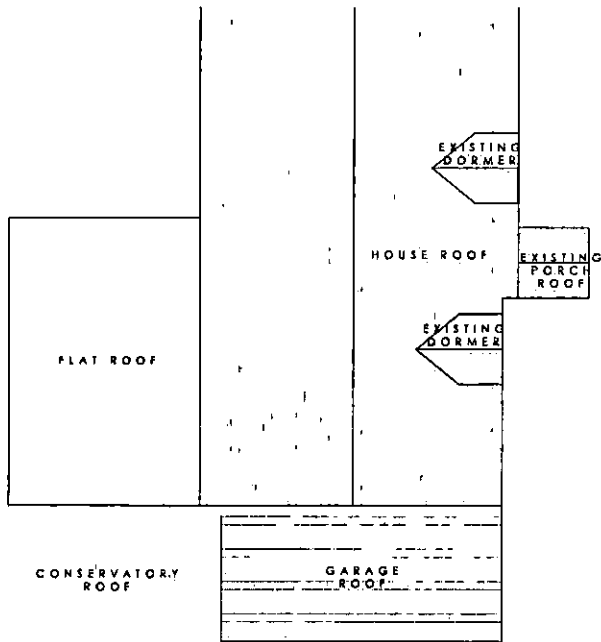 EXISTING
DORMER
HOUSE ROOF
EXISTING
PORCH
ROOF
EXISTING
DORMER
FLAT ROOF
CONSERVATORY
ROOF
GARAGE
ROOF